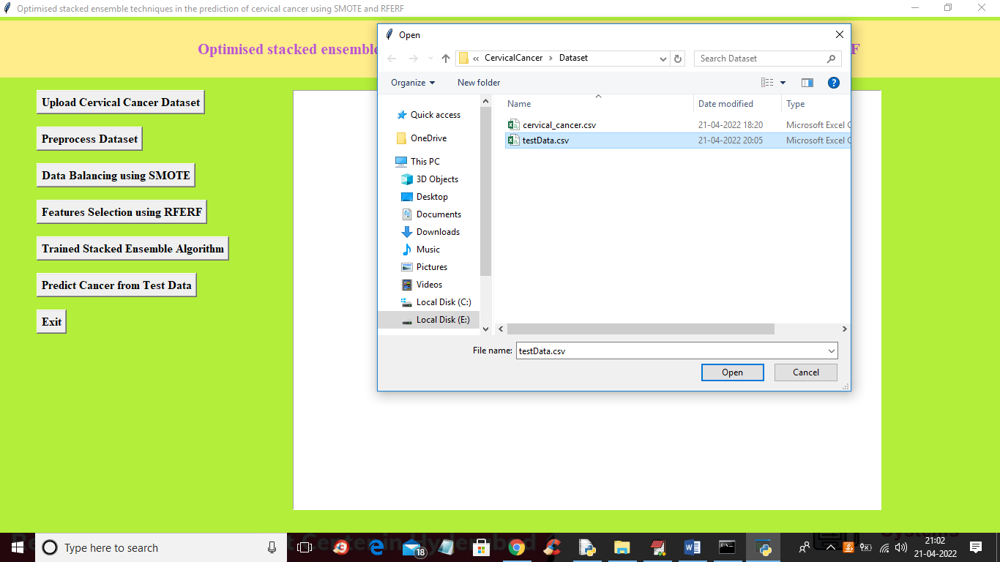 Optimised stacked ensemble techniques in the prediction of cervical cancer using SMOTE and RFERF
Optimised stacked ensemble
F
Upload Cervical Cancer Dataset
Preprocess Dataset
Data Balancing using SMOTE
Features Selection using RFERF
Trained Stacked Ensemble Algorithm
Predict Cancer from Test Data
Exit
Open
« CervicalCancer › Dataset
Search Dataset
Organize
New folder
Quick access
OneDrive
This PC
3D Objects
Desktop
Documents
Downloads
Music
Pictures
Videos
Local Disk (C:)
Local Disk (E:)
Name Date modified Type
cervical_cancer.csv 21-04-2022 18:20 Microsoft Excel C
testData.csv 21-04-2022 20:05 Microsoft Excel C
File name: testData.csv
Open Cancel
Type here to search
18
21:02
21-04-2022
Systems